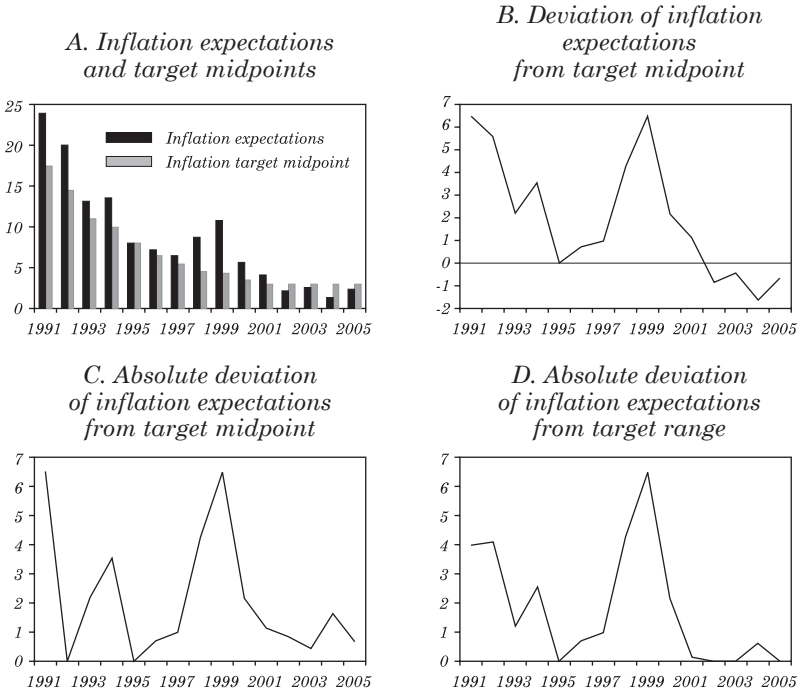 A. Inflation expectations
and target midpoints
25
20
15
10
5
0
Inflation expectations
Inflation target midpoint
1991 1993 1995 1997 1999 2001 2003 2005
B. Deviation of inflation
expectations
from target midpoint
7
6
5
4
3
2
1
0
-1
-2
1991 1993 1995 1997 1999 2001 2003 2005
C. Absolute deviation
of inflation expectations
from target midpoint
7
6
5
4
3
2
1
0
1991 1993 1995 1997 1999 2001 2003 2005
D. Absolute deviation
of inflation expectations
from target range
7
6
5
4
3
2
1
0
1991 1993 1995 1997 1999 2001 2003 2005